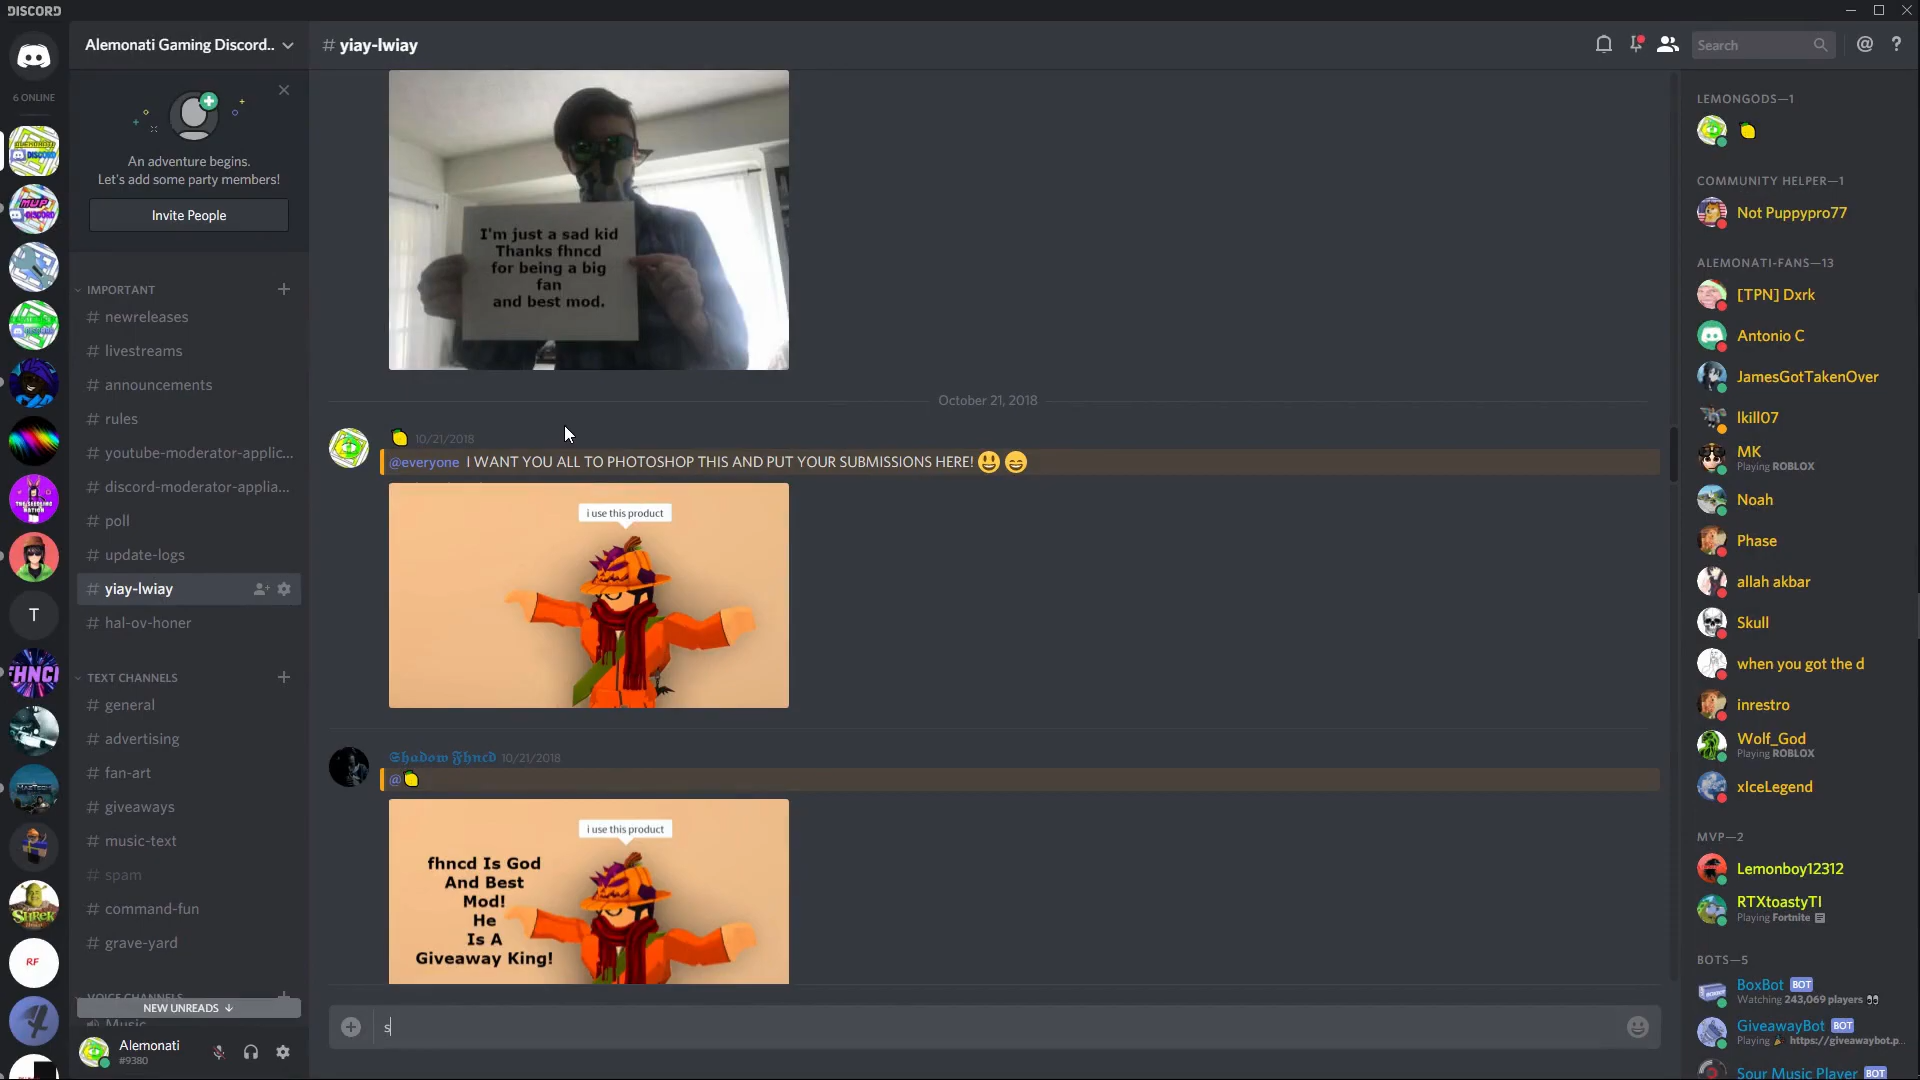 DISCORD
6 ONLINE
T
RF
Alemonati Gaming Discord..
An adventure begins.
Let's add some party members!
Invite People
IMPORTANT
# newreleases
# livestreams
# announcements
# rules
# youtube-moderator-applic...
# discord-moderator-applia...
# poll
# update-logs
# yiay-lwiay
# hal-ov-honer
TEXT CHANNELS
# general
# advertising
# fan-art
# giveaways
# music-text
# spam
# command-fun
# grave-yard
VOICE CHANNELS
NEW UNREADS ↓
Music
Alemonati
#9380
# yiay-lwiay
Search
I'm just a sad kid
Thanks fhncd
for being a big
fan
and best mod.
October 21, 2018
10/21/2018
@everyone I WANT YOU ALL TO PHOTOSHOP THIS AND PUT YOUR SUBMISSIONS HERE! 😃 😄
i use this product
𝕾𝖍𝖆𝖉𝖔𝖜 𝕱𝖍𝖓𝖈𝖉 10/21/2018
@🍋
i use this product
fhncd Is God
And Best
Mod!
He
Is A
Giveaway King!
s
LEMONGODS—1
🍋
COMMUNITY HELPER—1
Not Puppypro77
ALEMONATI-FANS—13
[TPN] Dxrk
Antonio C
JamesGotTakenOver
lkill07
MK
Playing ROBLOX
Noah
Phase
allah akbar
Skull
when you got the d
inrestro
Wolf_God
Playing ROBLOX
xIceLegend
MVP—2
Lemonboy12312
RTXtoastyTI
Playing Fortnite
BOTS—5
BoxBot BOT
Watching 243,069 players 👀
GiveawayBot BOT
Playing 🎉 https://giveawaybot.p...
Sour Music Player BOT